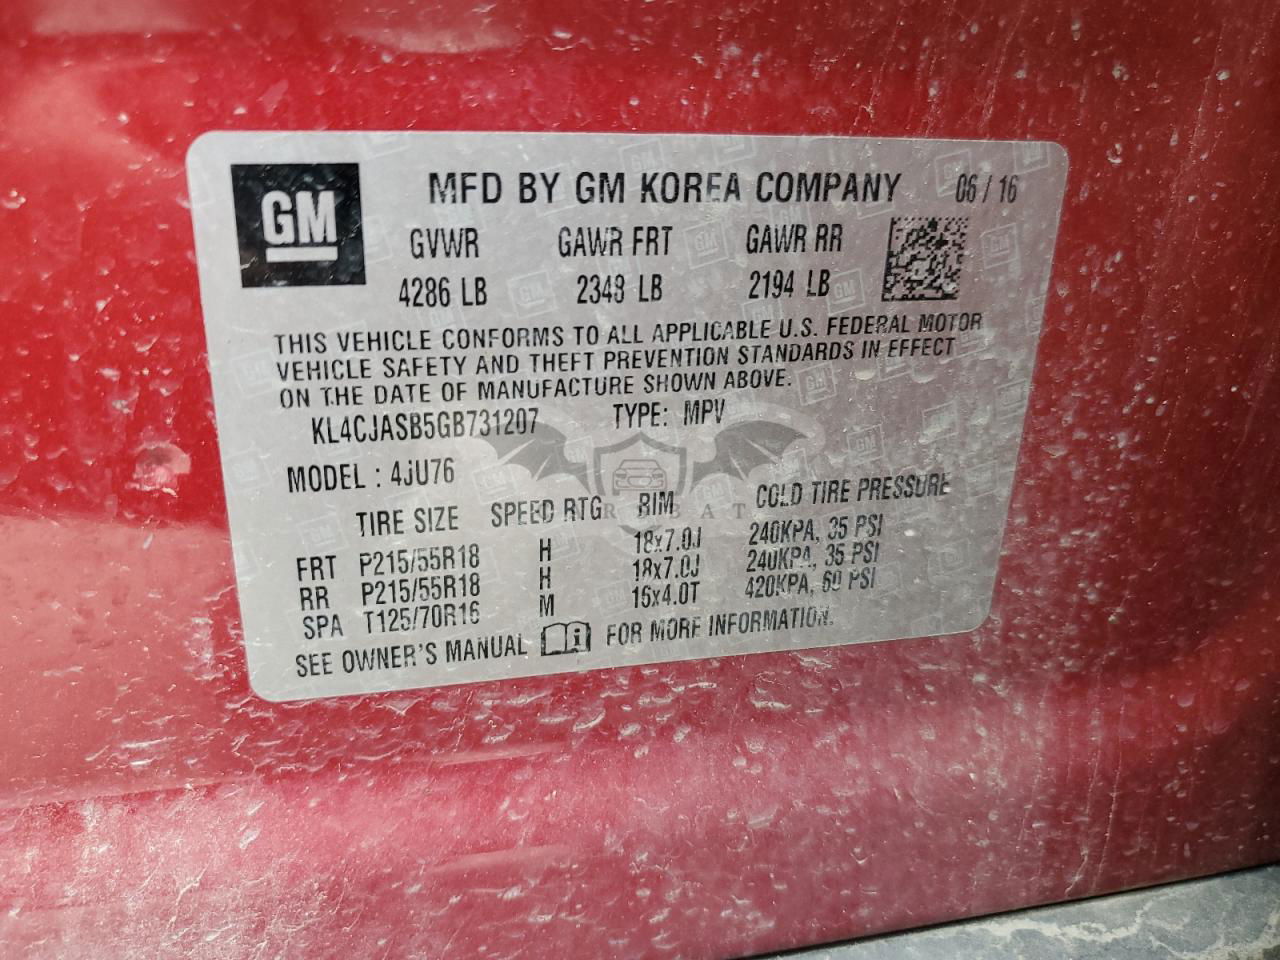 GM MFD BY GM KOREA COMPANY 06/16
GVWR GAWR FRT GAWR RR
4286 LB 2348 LB 2194 LB
THIS VEHICLE CONFORMS TO ALL APPLICABLE U.S. FEDERAL MOTOR
VEHICLE SAFETY AND THEFT PREVENTION STANDARDS IN EFFECT
ON THE DATE OF MANUFACTURE SHOWN ABOVE.
KL4CJASB5GB731207 TYPE: MPV
MODEL : 4JU76
TIRE SIZE SPEED RTG RIM COLD TIRE PRESSURE
FRT P215/55R18 H 18x7.0J 240KPA, 35 PSI
RR P215/55R18 H 18x7.0J 240KPA, 35 PSI
SPA T125/70R16 M 16x4.0T 420KPA, 60 PSI
SEE OWNER'S MANUAL FOR MORE INFORMATION.